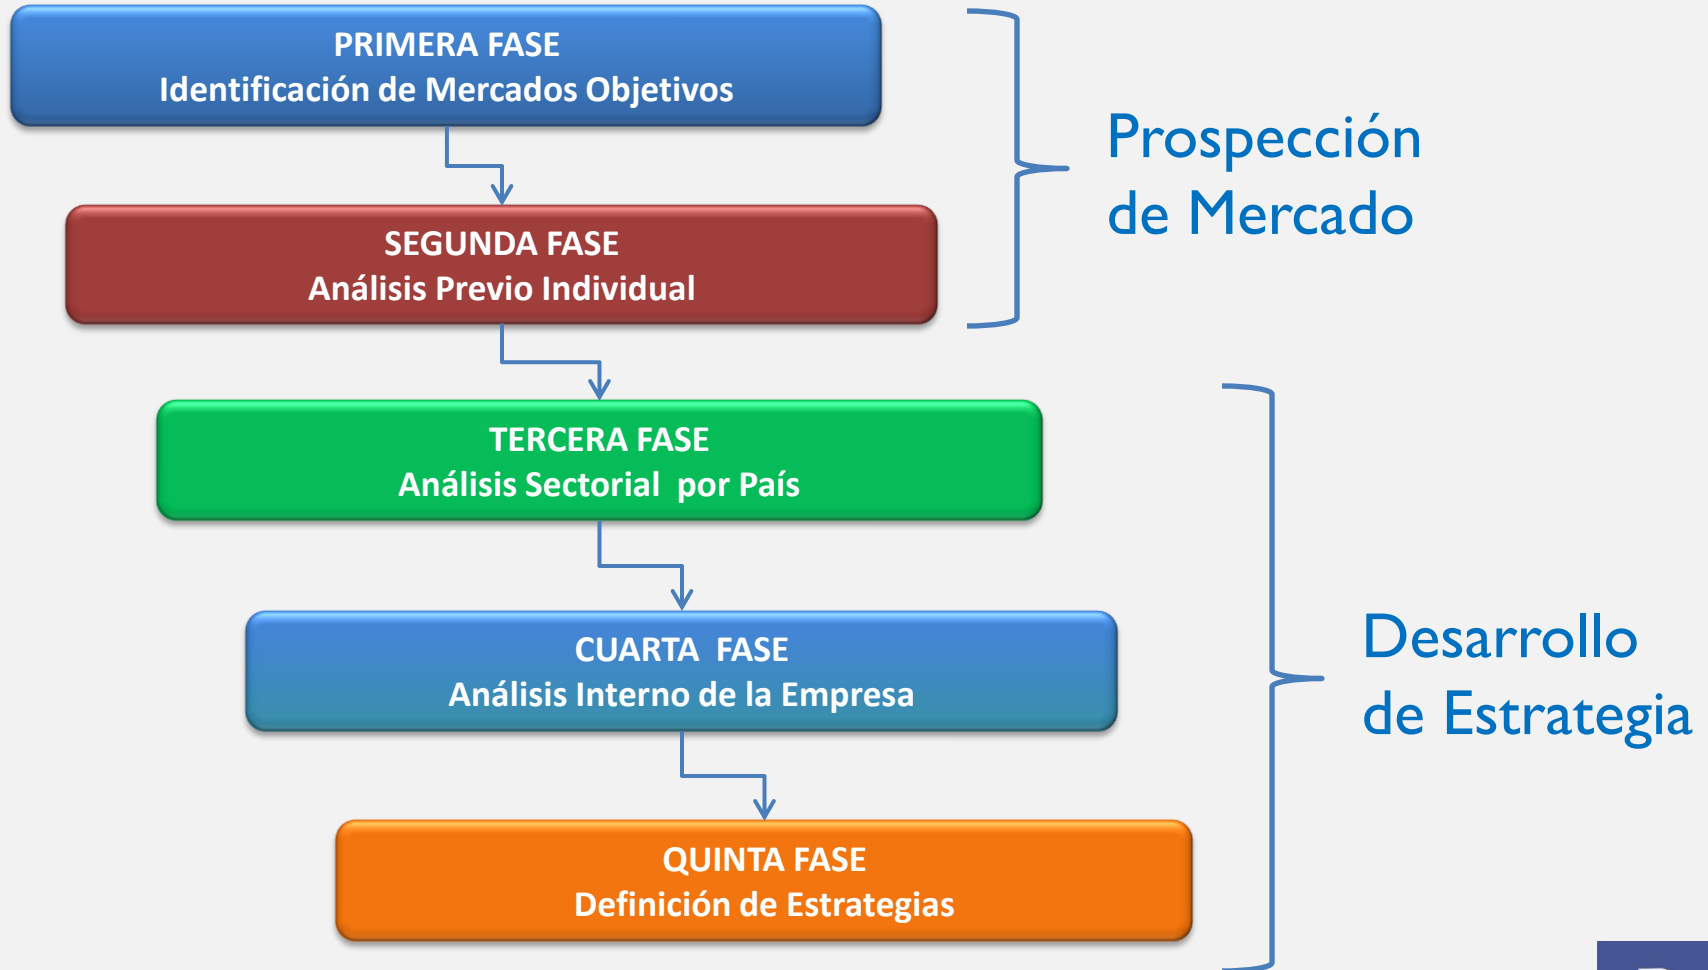 PRIMERA FASE
Identificación de Mercados Objetivos
Prospección
de Mercado
SEGUNDA FASE
Análisis Previo Individual
TERCERA FASE
Análisis Sectorial  por País
CUARTA  FASE
Análisis Interno de la Empresa
Desarrollo
de Estrategia
QUINTA FASE
Definición de Estrategias